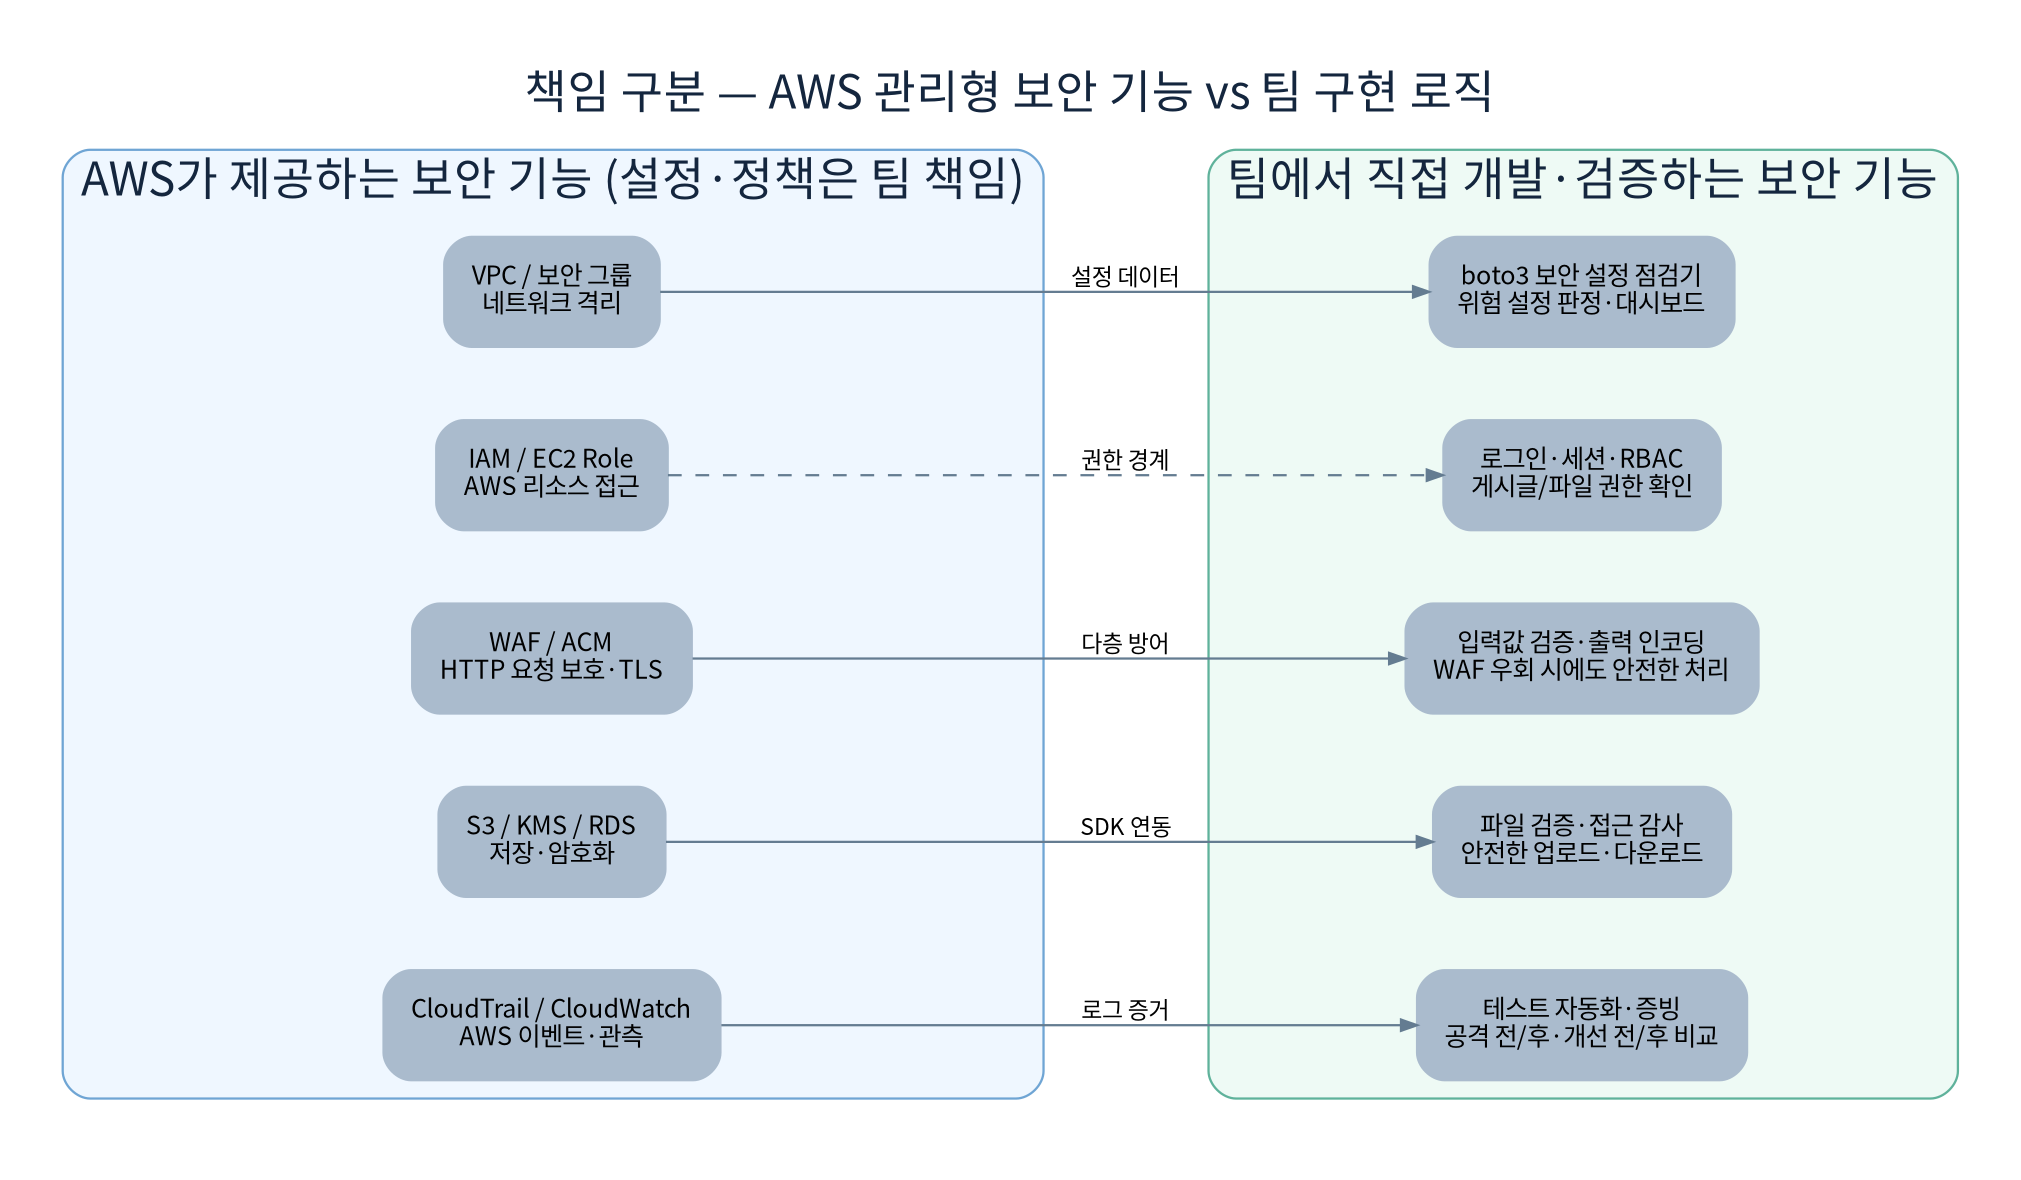 책임 구분 — AWS 관리형 보안 기능 vs 팀 구현 로직
AWS가 제공하는 보안 기능 (설정·정책은 팀 책임)
팀에서 직접 개발·검증하는 보안 기능
VPC / 보안 그룹
네트워크 격리
설정 데이터
boto3 보안 설정 점검기
위험 설정 판정·대시보드
IAM / EC2 Role
AWS 리소스 접근
권한 경계
로그인·세션·RBAC
게시글/파일 권한 확인
WAF / ACM
HTTP 요청 보호·TLS
다층 방어
입력값 검증·출력 인코딩
WAF 우회 시에도 안전한 처리
S3 / KMS / RDS
저장·암호화
SDK 연동
파일 검증·접근 감사
안전한 업로드·다운로드
CloudTrail / CloudWatch
AWS 이벤트·관측
로그 증거
테스트 자동화·증빙
공격 전/후·개선 전/후 비교